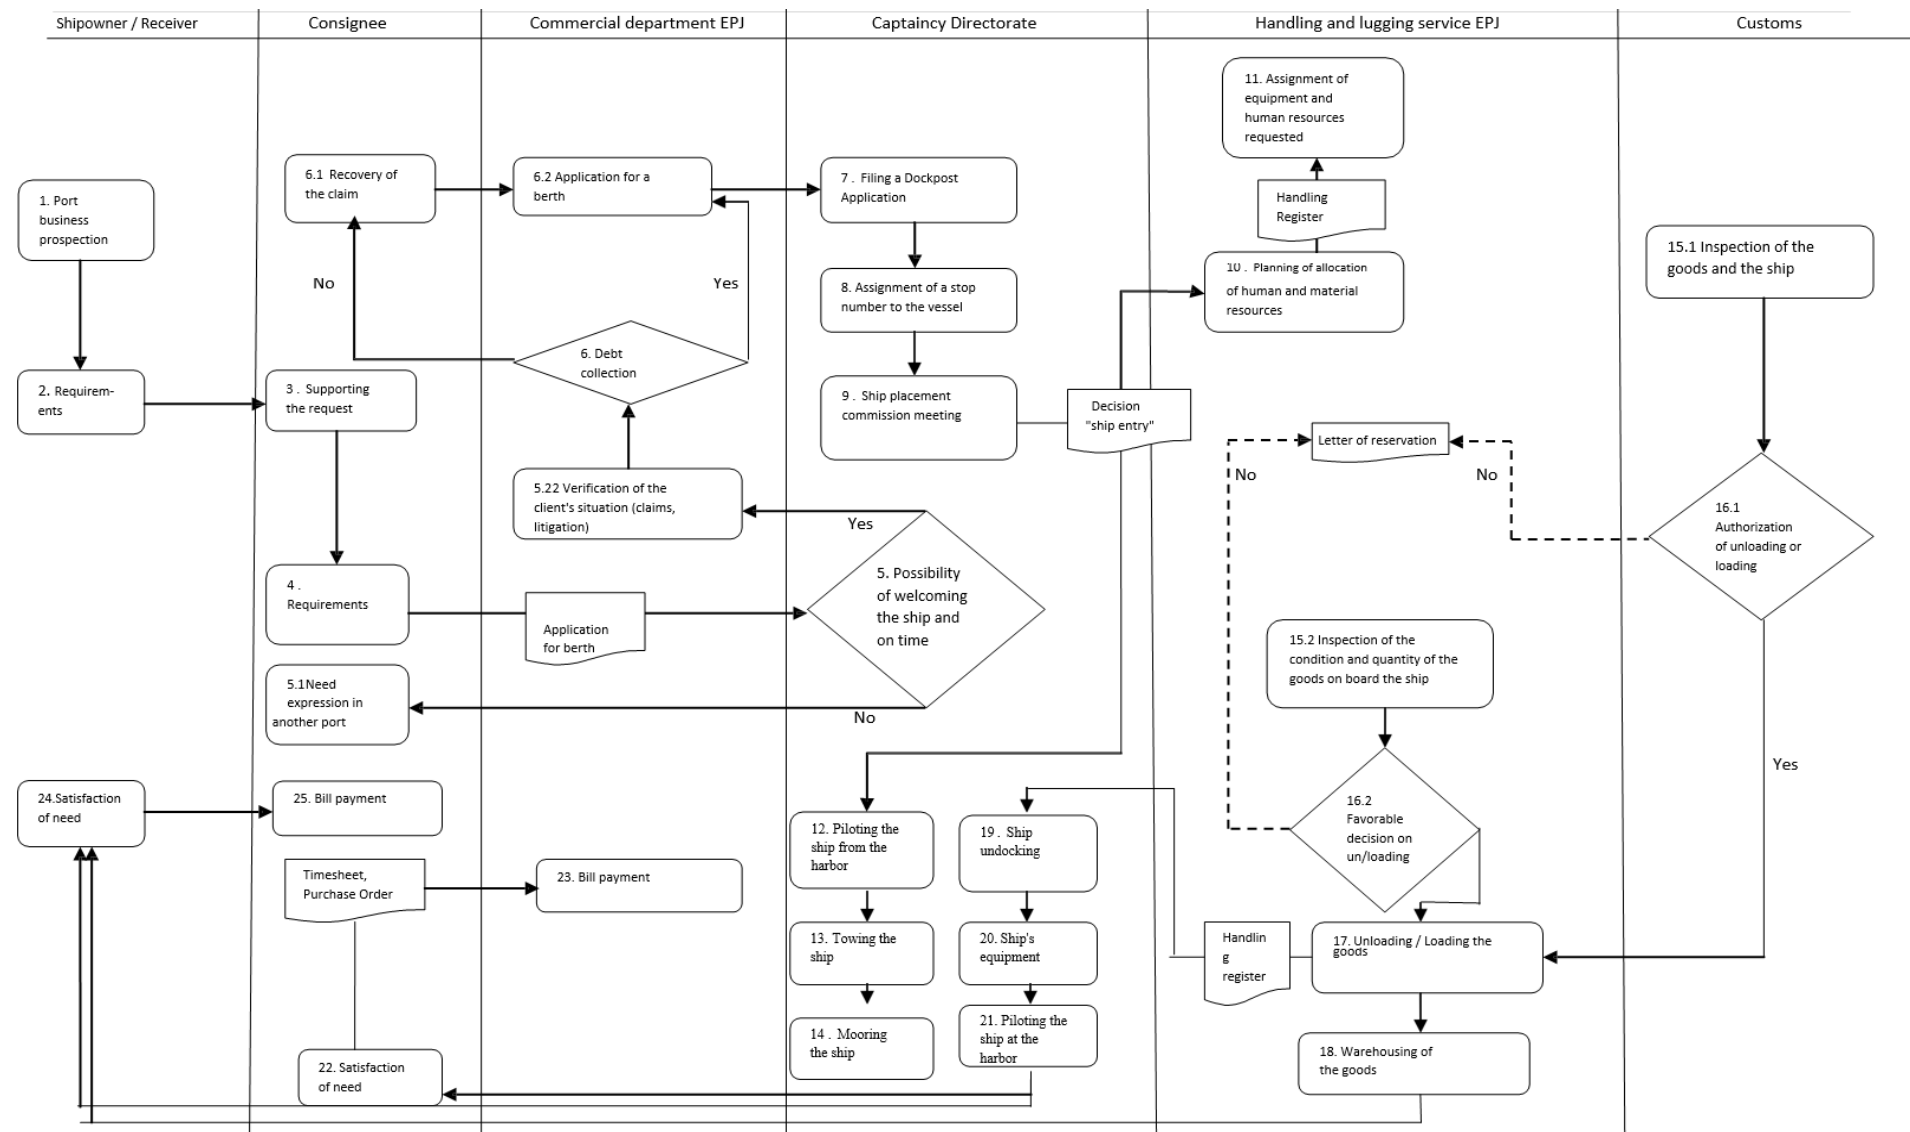 Shipowner / Receiver
Consignee
Commercial department EPJ
Captaincy Directorate
Handling and lugging service EPJ
Customs
1. Port
business
prospection
2. Requirem-
ents
24.Satisfaction
of need
6.1 Recovery of
the claim
No
3 . Supporting
the request
4 .
Requirements
5.1Need
expression in
another port
25. Bill payment
Timesheet,
Purchase Order
22. Satisfaction
of need
6.2 Application for a
berth
Yes
6. Debt
collection
5.22 Verification of the
client's situation (claims,
litigation)
Application
for berth
23. Bill payment
7 . Filing a Dockpost
Application
8. Assignment of a stop
number to the vessel
9 . Ship placement
commission meeting
Decision
"ship entry"
Yes
5. Possibility
of welcoming
the ship and
on time
No
12. Piloting the
ship from the
harbor
13. Towing the
ship
14 . Mooring
the ship
19 . Ship
undocking
20. Ship's
equipment
21. Piloting the
ship at the
harbor
11. Assignment of
equipment and
human resources
requested
Handling
Register
10 . Planning of allocation
of human and material
resources
Letter of reservation
No
No
15.2 Inspection of the
condition and quantity of the
goods on board the ship
16.2
Favorable
decision on
un/loading
Handlin
g
register
17. Unloading / Loading the
goods
18. Warehousing of
the goods
15.1 Inspection of the
goods and the ship
16.1
Authorization
of unloading or
loading
Yes